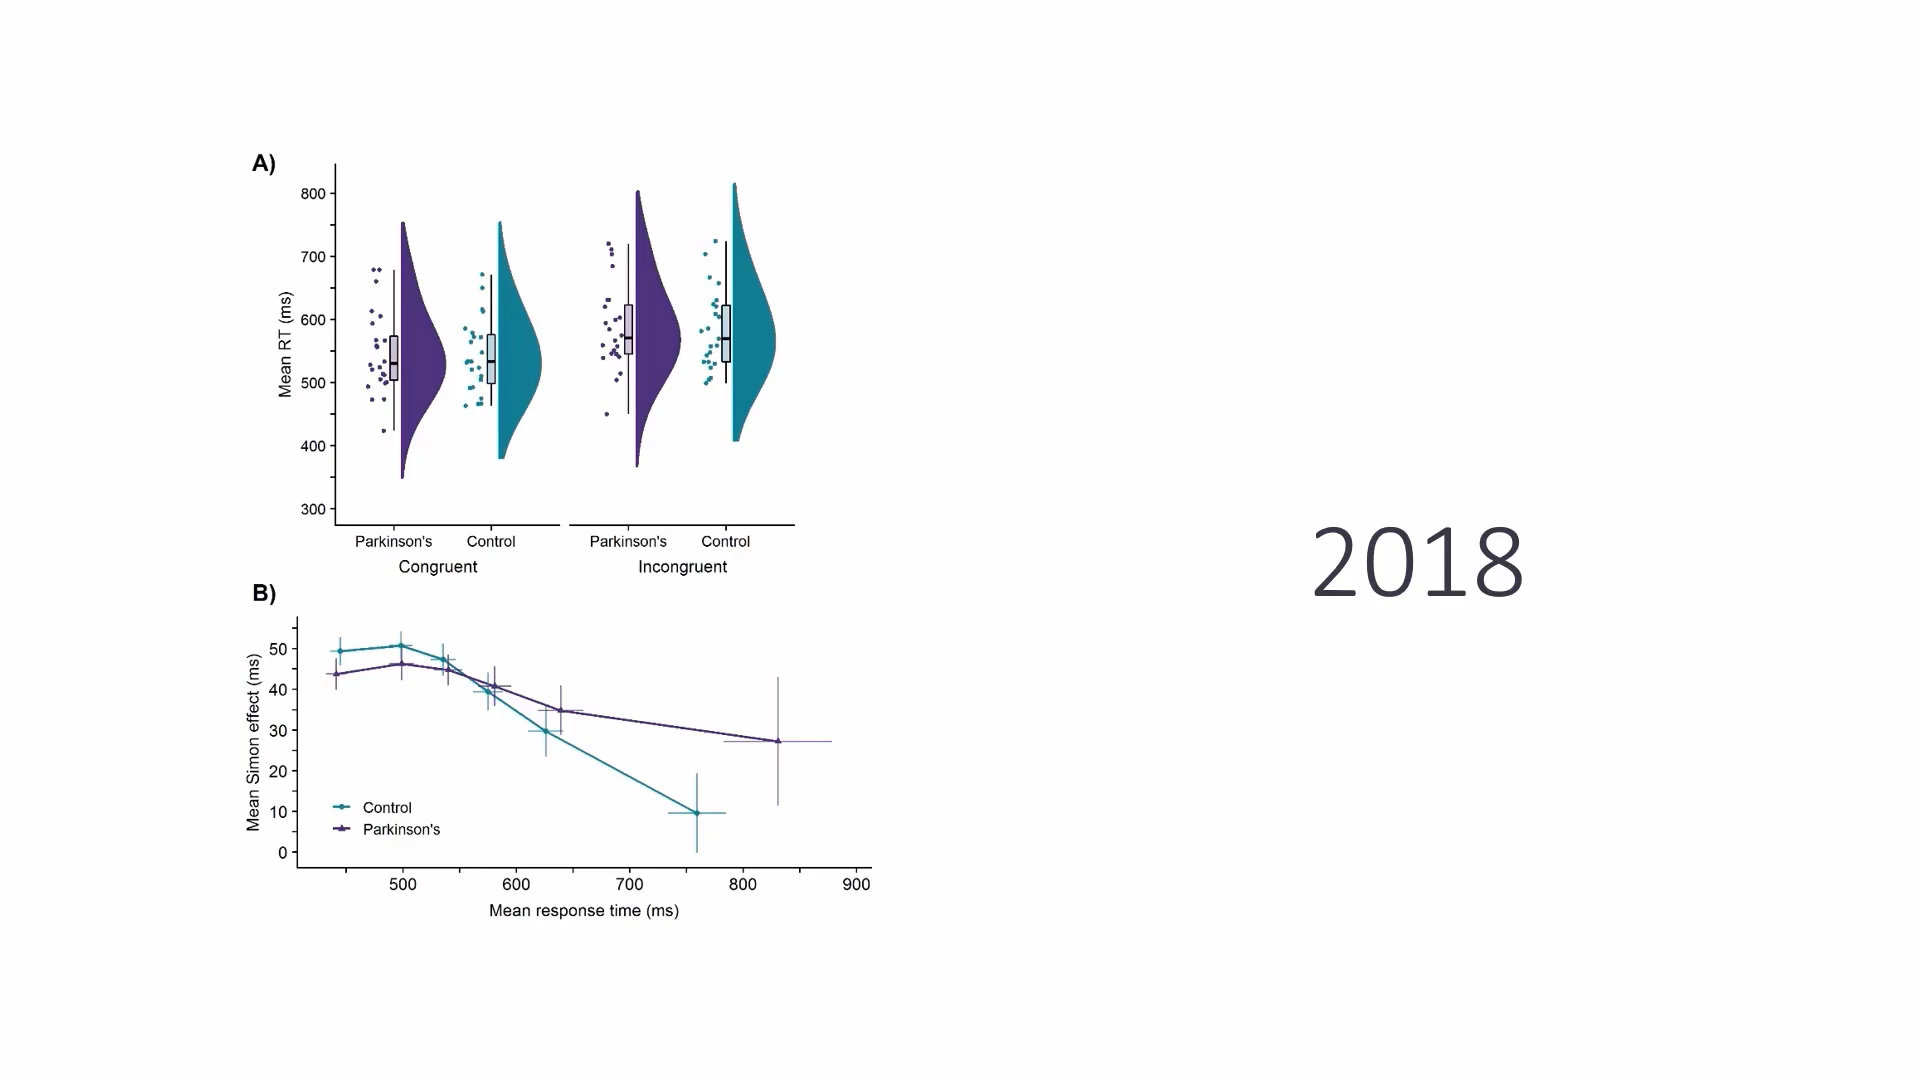 A)
800
700
600
500
400
300
Mean RT (ms)
Parkinson's Control Parkinson's Control
Congruent Incongruent
B)
50
40
30
20
10
0
Mean Simon effect (ms)
Control
Parkinson's
500 600 700 800 900
Mean response time (ms)
2018